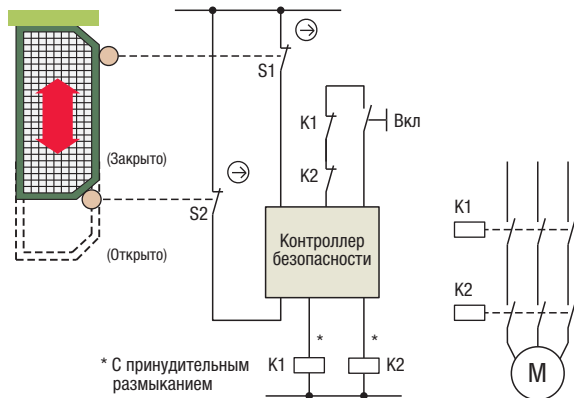 S1
K1
Вкл
(Закрыто)
K2
K1
S2
Контроллер
безопасности
(Открыто)
K2
* С принудительным
размыканием
*
K1
*
K2
M